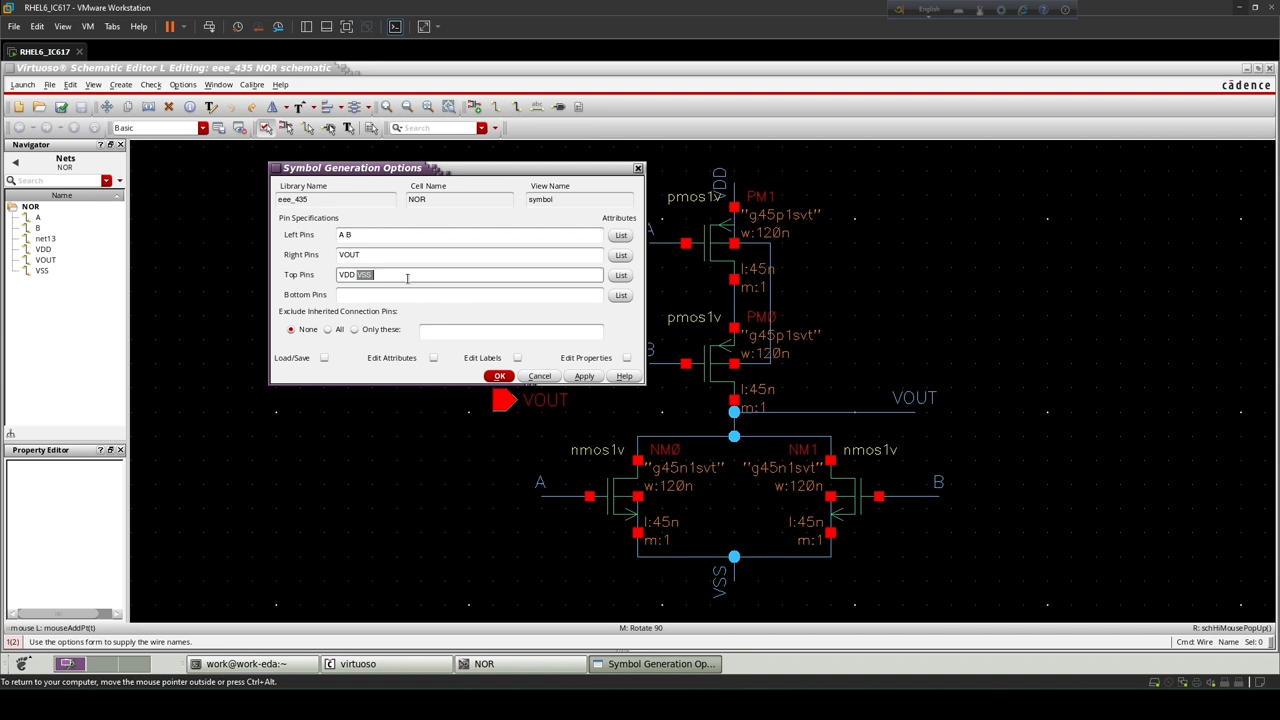 RHEL6_IC617 - VMware Workstation
English
File Edit View VM Tabs Help
RHEL6_IC617
Virtuoso® Schematic Editor L Editing: eee_435 NOR schematic
Launch File Edit View Create Check Options Window Calibre Help
cādence
Basic
Search
Navigator
Nets
NOR
Search
Name
NOR
A
B
net13
VDD
VOUT
VSS
Property Editor
Symbol Generation Options
Library Name Cell Name View Name
eee_435 NOR symbol
Pin Specifications Attributes
Left Pins A B List
Right Pins VOUT List
Top Pins VDD VSS List
Bottom Pins List
Exclude Inherited Connection Pins:
None All Only these:
Load/Save Edit Attributes Edit Labels Edit Properties
OK Cancel Apply Help
VDD
pmos1v PM1
"g45p1svt"
w:120n
A
l:45n
m:1
pmos1v PM0
"g45p1svt"
w:120n
B
l:45n
m:1
VOUT
VOUT
nmos1v NM0 NM1 nmos1v
"g45n1svt" "g45n1svt"
w:120n w:120n
A B
l:45n l:45n
m:1 m:1
VSS
mouse L: mouseAddPt(t) M: Rotate 90 R: schHiMousePopUp()
1(2) Use the options form to supply the wire names. Cmd: Wire Name Sel: 0
work@work-eda:~ virtuoso NOR Symbol Generation Op...
To return to your computer, move the mouse pointer outside or press Ctrl+Alt.